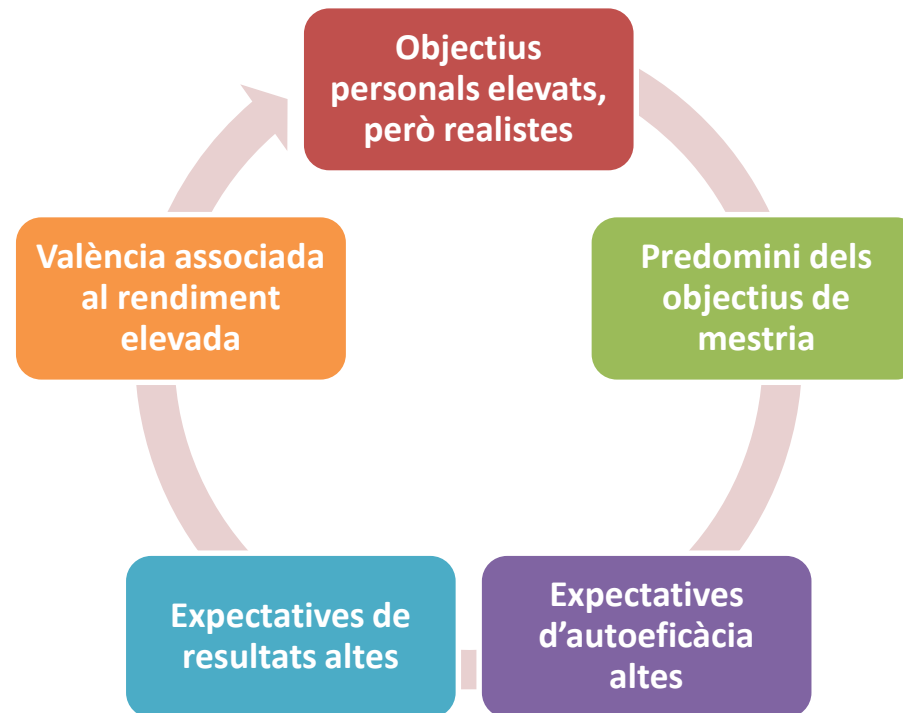 Objectius
personals elevats,
però realistes
Predomini dels
objectius de
mestria
Expectatives
d’autoeficàcia
altes
Expectatives de
resultats altes
València associada
al rendiment
elevada